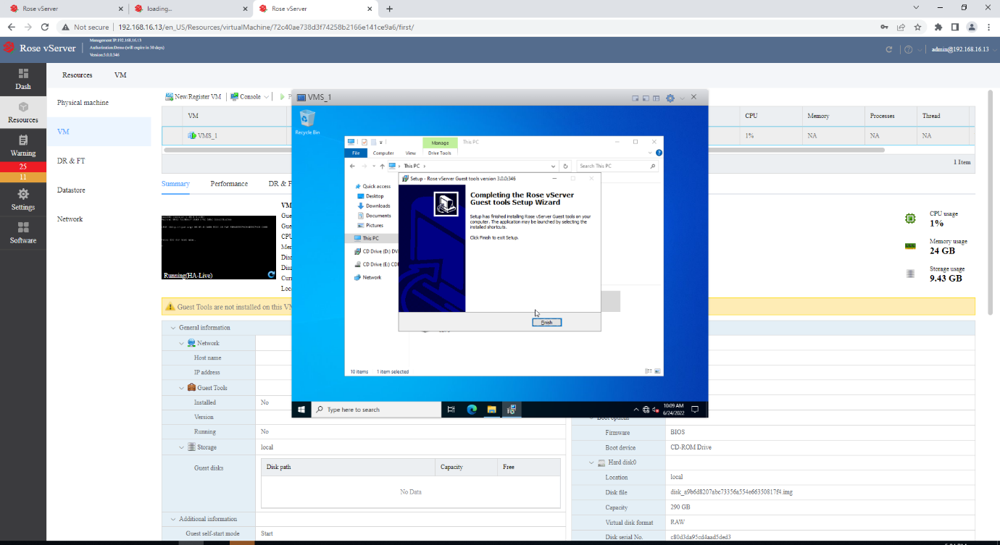 Rose vServer
loading...
Rose vServer
Not secure
192.168.16.13/en_US/Resources/virtualMachine/72c40ae738d3f74258b2166e141ce9a6/first/
Rose vServer
Management IP:192.168.16.13
Authorization:Demo (will expire in 30 days)
Version:3.0.0.346
admin@192.168.16.13
Dash
Resources
Warning
25
11
Settings
Software
Resources
VM
Physical machine
VM
DR & FT
Datastore
Network
New/Register VM
Console
VM
VMS_1
CPU
Memory
Processes
Thread
1%
NA
NA
NA
1 Item
Summary
Performance
DR & F
Running(HA-Live)
VM
Gue
Gue
CPU
Mer
Disa
Disa
Curr
Loc
CPU usage
1%
Memory usage
24 GB
Storage usage
9.43 GB
Guest Tools are not installed on this VM
General information
Network
Host name
IP address
Guest Tools
Installed
No
Version
Running
No
Storage
local
Guest disks
Disk path
Capacity
Free
No Data
Additional information
Guest self-start mode
Start
Boot options
Firmware
BIOS
Boot device
CD-ROM Drive
Hard disk0
Location
local
Disk file
disk_a9b6d8207abc73356a554e66350817f4.img
Capacity
290 GB
Virtual disk format
RAW
Disk serial No.
c80d3da95cd4aad5ded3
VMS_1
Recycle Bin
Manage
This PC
File
Computer
View
Drive Tools
This PC
Search This PC
Quick access
Desktop
Downloads
Documents
Pictures
This PC
CD Drive (D:) DV
CD Drive (E:) CD
Network
10 items
1 item selected
Setup - Rose vServer Guest tools version 3.0.0:346
Completing the Rose vServer
Guest tools Setup Wizard
Setup has finished installing Rose vServer Guest tools on your
computer. The application may be launched by selecting the
installed shortcuts.
Click Finish to exit Setup.
Finish
Type here to search
10:09 AM
6/24/2022